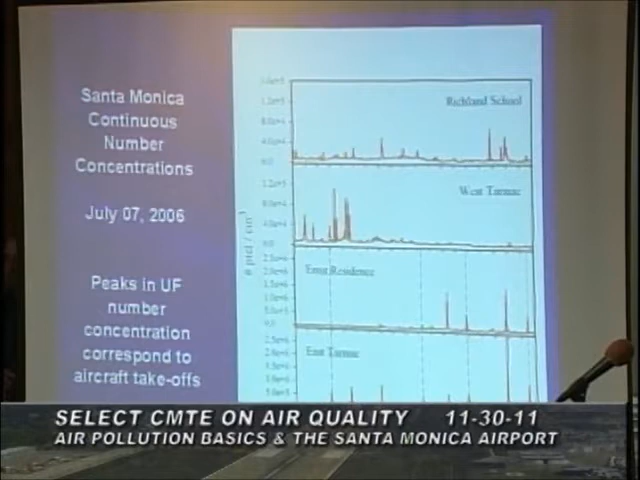 Santa Monica
Continuous
Number
Concentrations
July 07, 2006
Peaks in UF
number
concentration
correspond to
aircraft take-offs
Richland School
West Tarmac
East Residence
East Tarmac
SELECT CMTE ON AIR QUALITY 11-30-11
AIR POLLUTION BASICS & THE SANTA MONICA AIRPORT